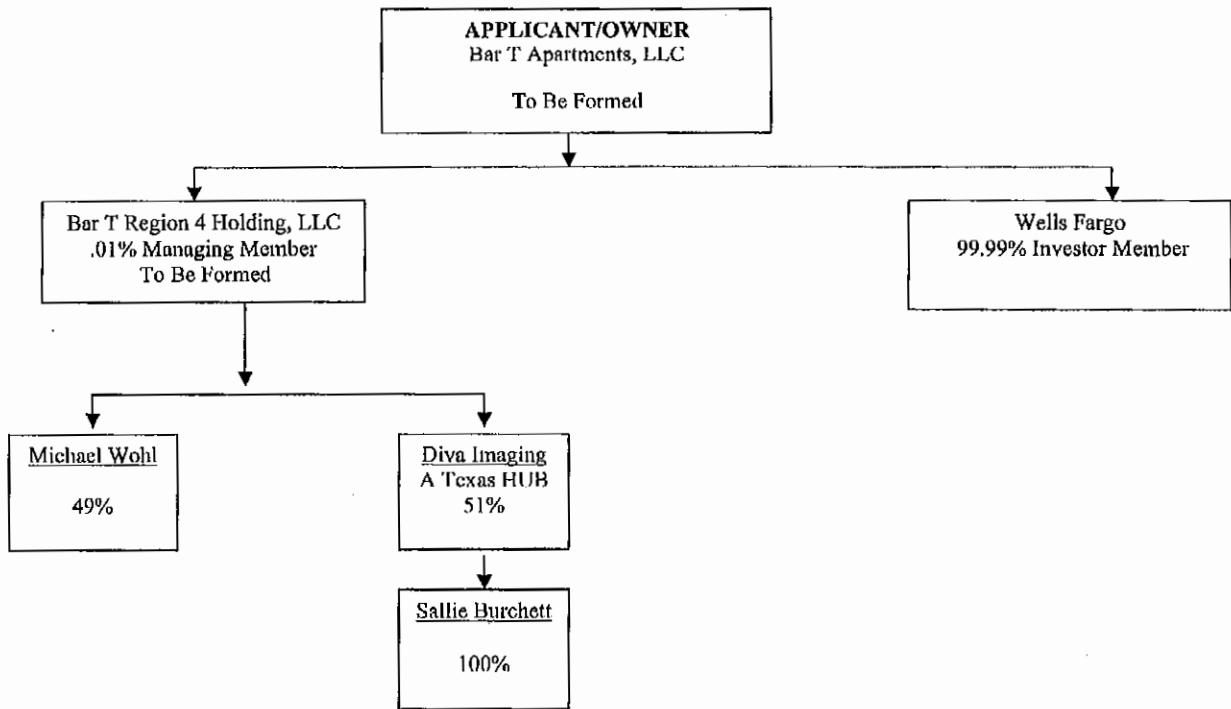 APPLICANT/OWNER
Bar T Apartments, LLC
To Be Formed
Bar T Region 4 Holding, LLC
.01% Managing Member
To Be Formed
Wells Fargo
99.99% Investor Member
Michael Wohl
49%
Diva Imaging
A Texas HUB
51%
Sallie Burchett
100%